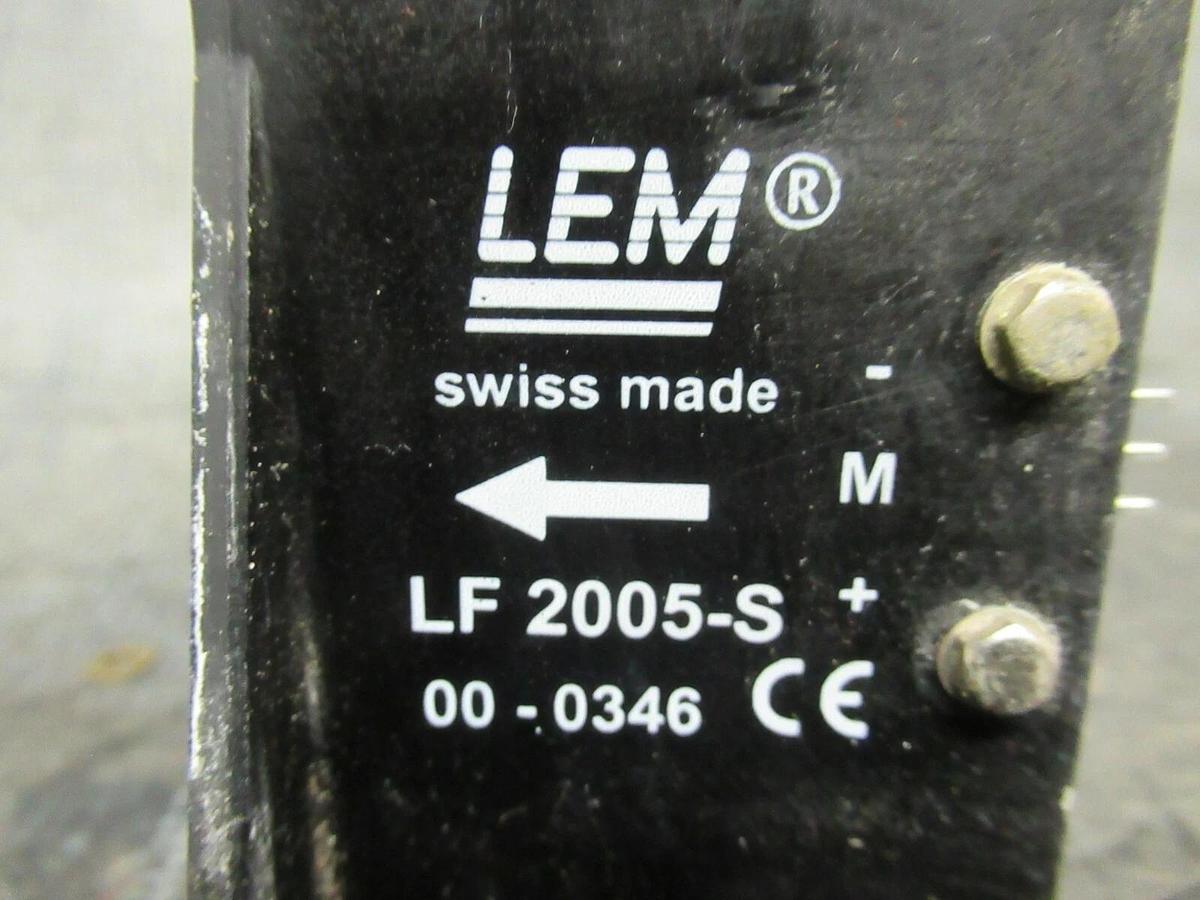 LEM®
swiss made
-
M
LF 2005-S
+
00 - 0346 CE